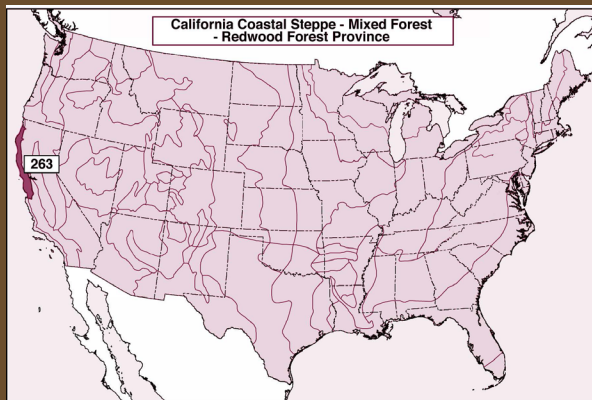 California Coastal Steppe - Mixed Forest
- Redwood Forest Province
263